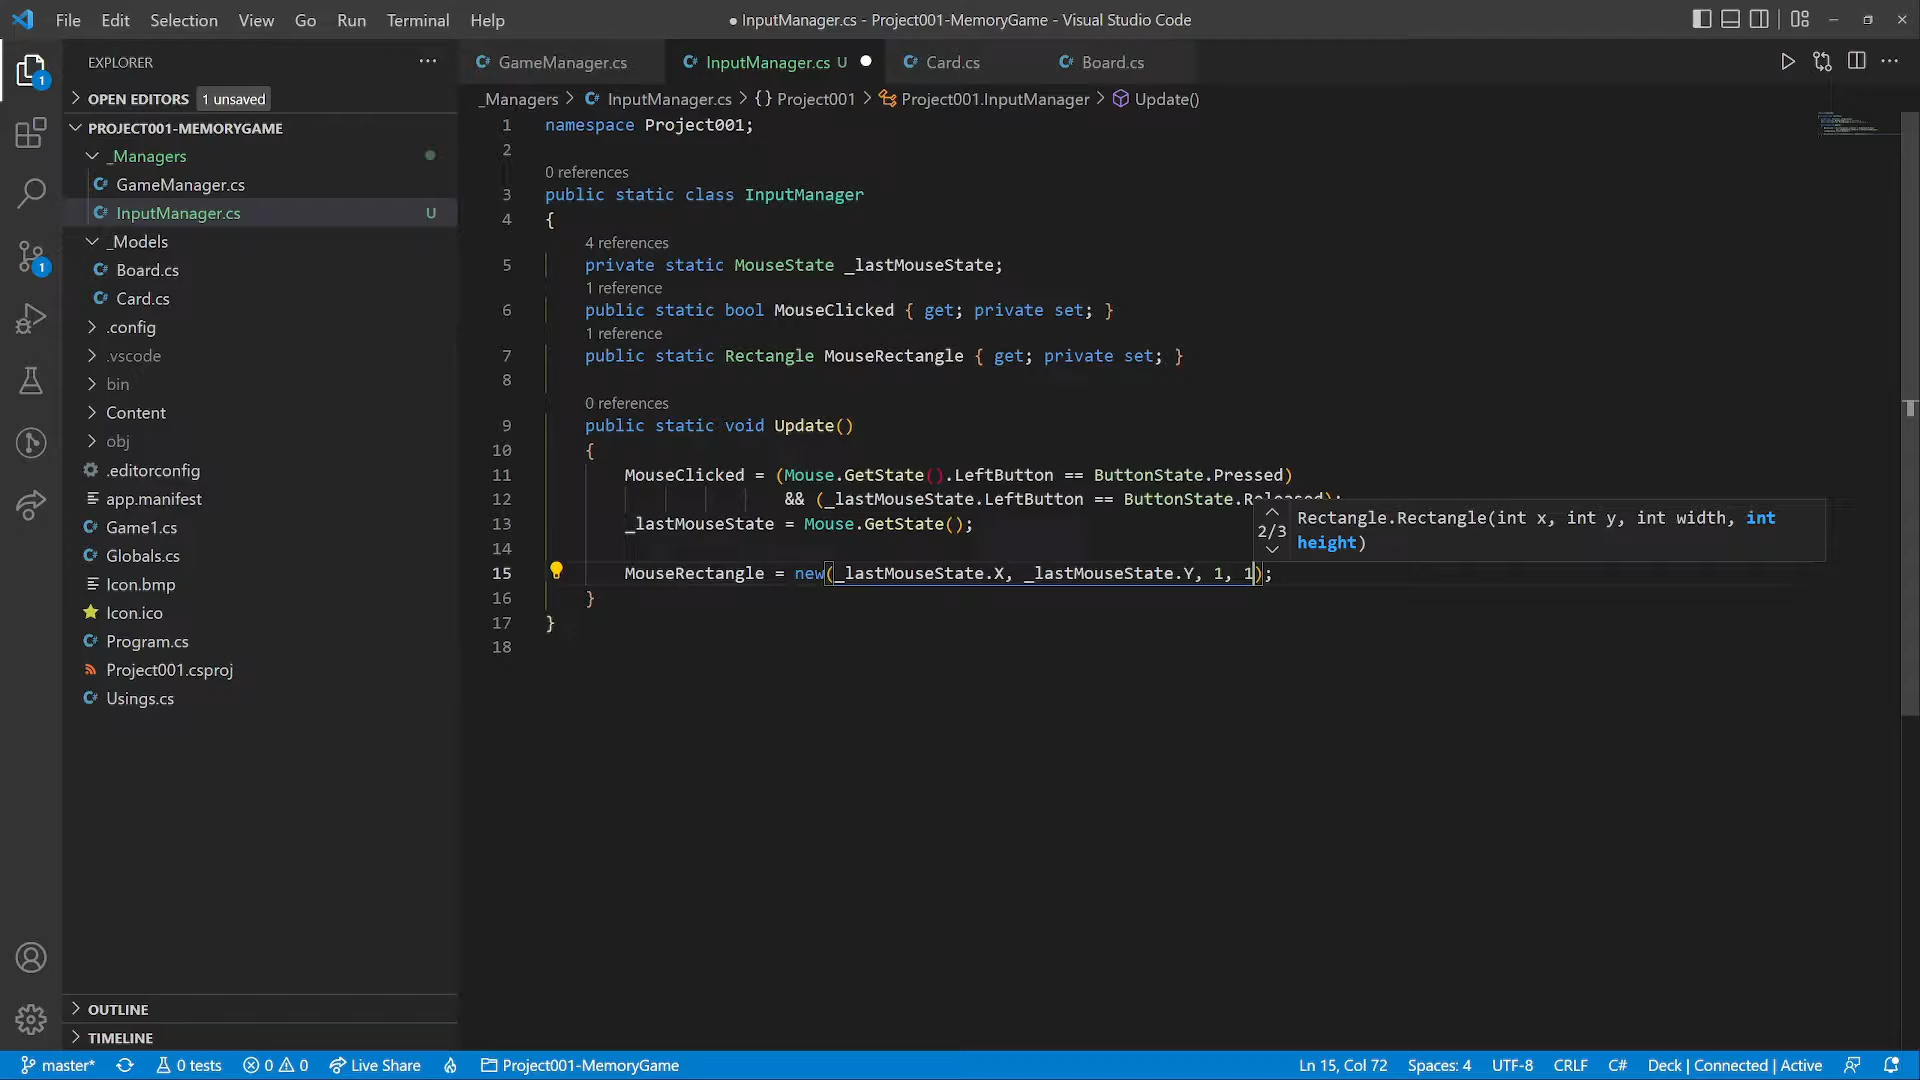 File Edit Selection View Go Run Terminal Help
● InputManager.cs - Project001-MemoryGame - Visual Studio Code
EXPLORER
OPEN EDITORS 1 unsaved
PROJECT001-MEMORYGAME
_Managers
GameManager.cs
InputManager.cs U
_Models
Board.cs
Card.cs
.config
.vscode
bin
Content
obj
.editorconfig
app.manifest
Game1.cs
Globals.cs
Icon.bmp
Icon.ico
Program.cs
Project001.csproj
Usings.cs
OUTLINE
TIMELINE
1
1
GameManager.cs InputManager.cs U Card.cs Board.cs
_Managers > InputManager.cs > {} Project001 > Project001.InputManager > Update()
1 namespace Project001;
2
0 references
3 public static class InputManager
4 {
4 references
5 private static MouseState _lastMouseState;
1 reference
6 public static bool MouseClicked { get; private set; }
1 reference
7 public static Rectangle MouseRectangle { get; private set; }
8
0 references
9 public static void Update()
10 {
11 MouseClicked = (Mouse.GetState().LeftButton == ButtonState.Pressed)
12 && (_lastMouseState.LeftButton == ButtonState.Released);
13 _lastMouseState = Mouse.GetState();
14
15 MouseRectangle = new(_lastMouseState.X, _lastMouseState.Y, 1, 1);
16 }
17 }
18
2/3 Rectangle.Rectangle(int x, int y, int width, int
height)
master* 0 tests 0 0 Live Share Project001-MemoryGame Ln 15, Col 72 Spaces: 4 UTF-8 CRLF C# Deck | Connected | Active